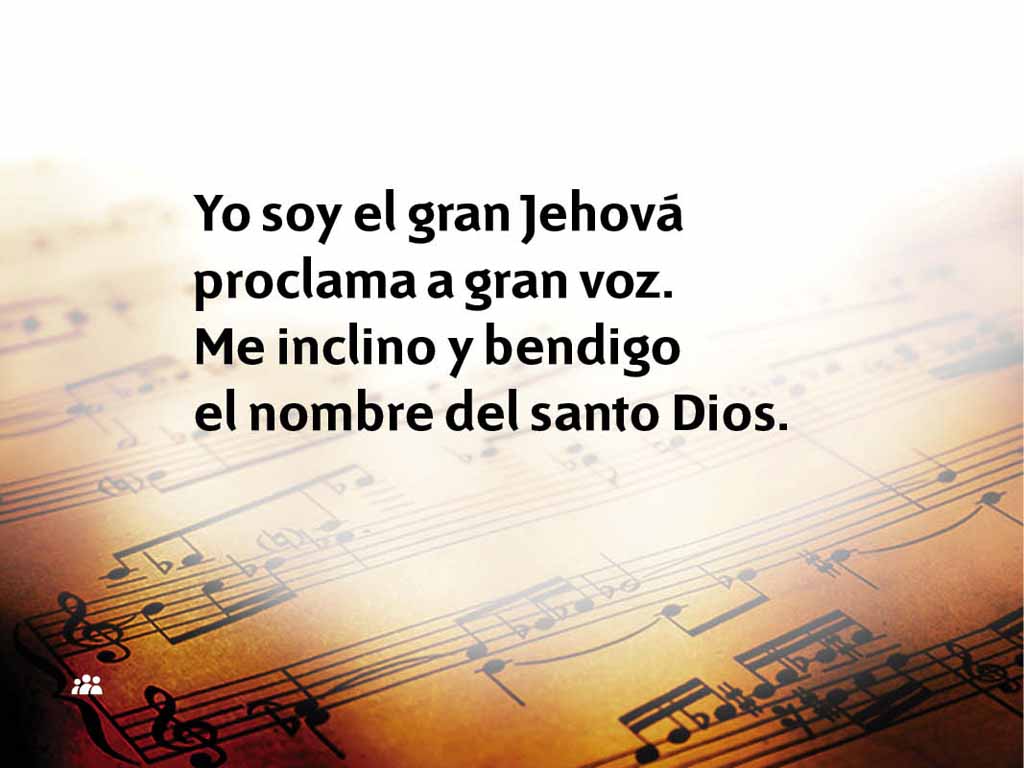 Yo soy el gran Jehová
proclama a gran voz.
Me inclino y bendigo
el nombre del santo Dios.